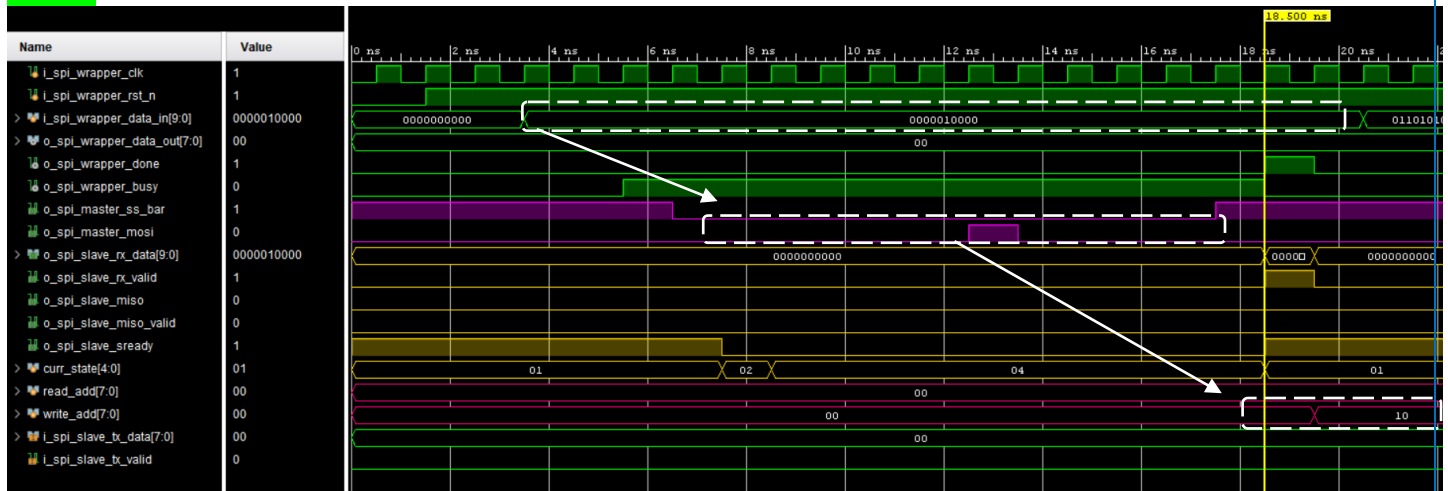 18.500 ns
Name Value 0 ns 2 ns 4 ns 6 ns 8 ns 10 ns 12 ns 14 ns 16 ns 18 ns 20 ns
i_spi_wrapper_clk 1
i_spi_wrapper_rst_n 1
i_spi_wrapper_data_in[9:0] 0000010000 0000000000 0000010000 01101010
o_spi_wrapper_data_out[7:0] 00 00
o_spi_wrapper_done 1
o_spi_wrapper_busy 0
o_spi_master_ss_bar 1
o_spi_master_mosi 0
o_spi_slave_rx_data[9:0] 0000010000 0000000000 00000 0000000000
o_spi_slave_rx_valid 1
o_spi_slave_miso 0
o_spi_slave_miso_valid 0
o_spi_slave_sready 1
curr_state[4:0] 01 01 02 04 01
read_add[7:0] 00 00
write_add[7:0] 00 00 10
i_spi_slave_tx_data[7:0] 00 00
i_spi_slave_tx_valid 0